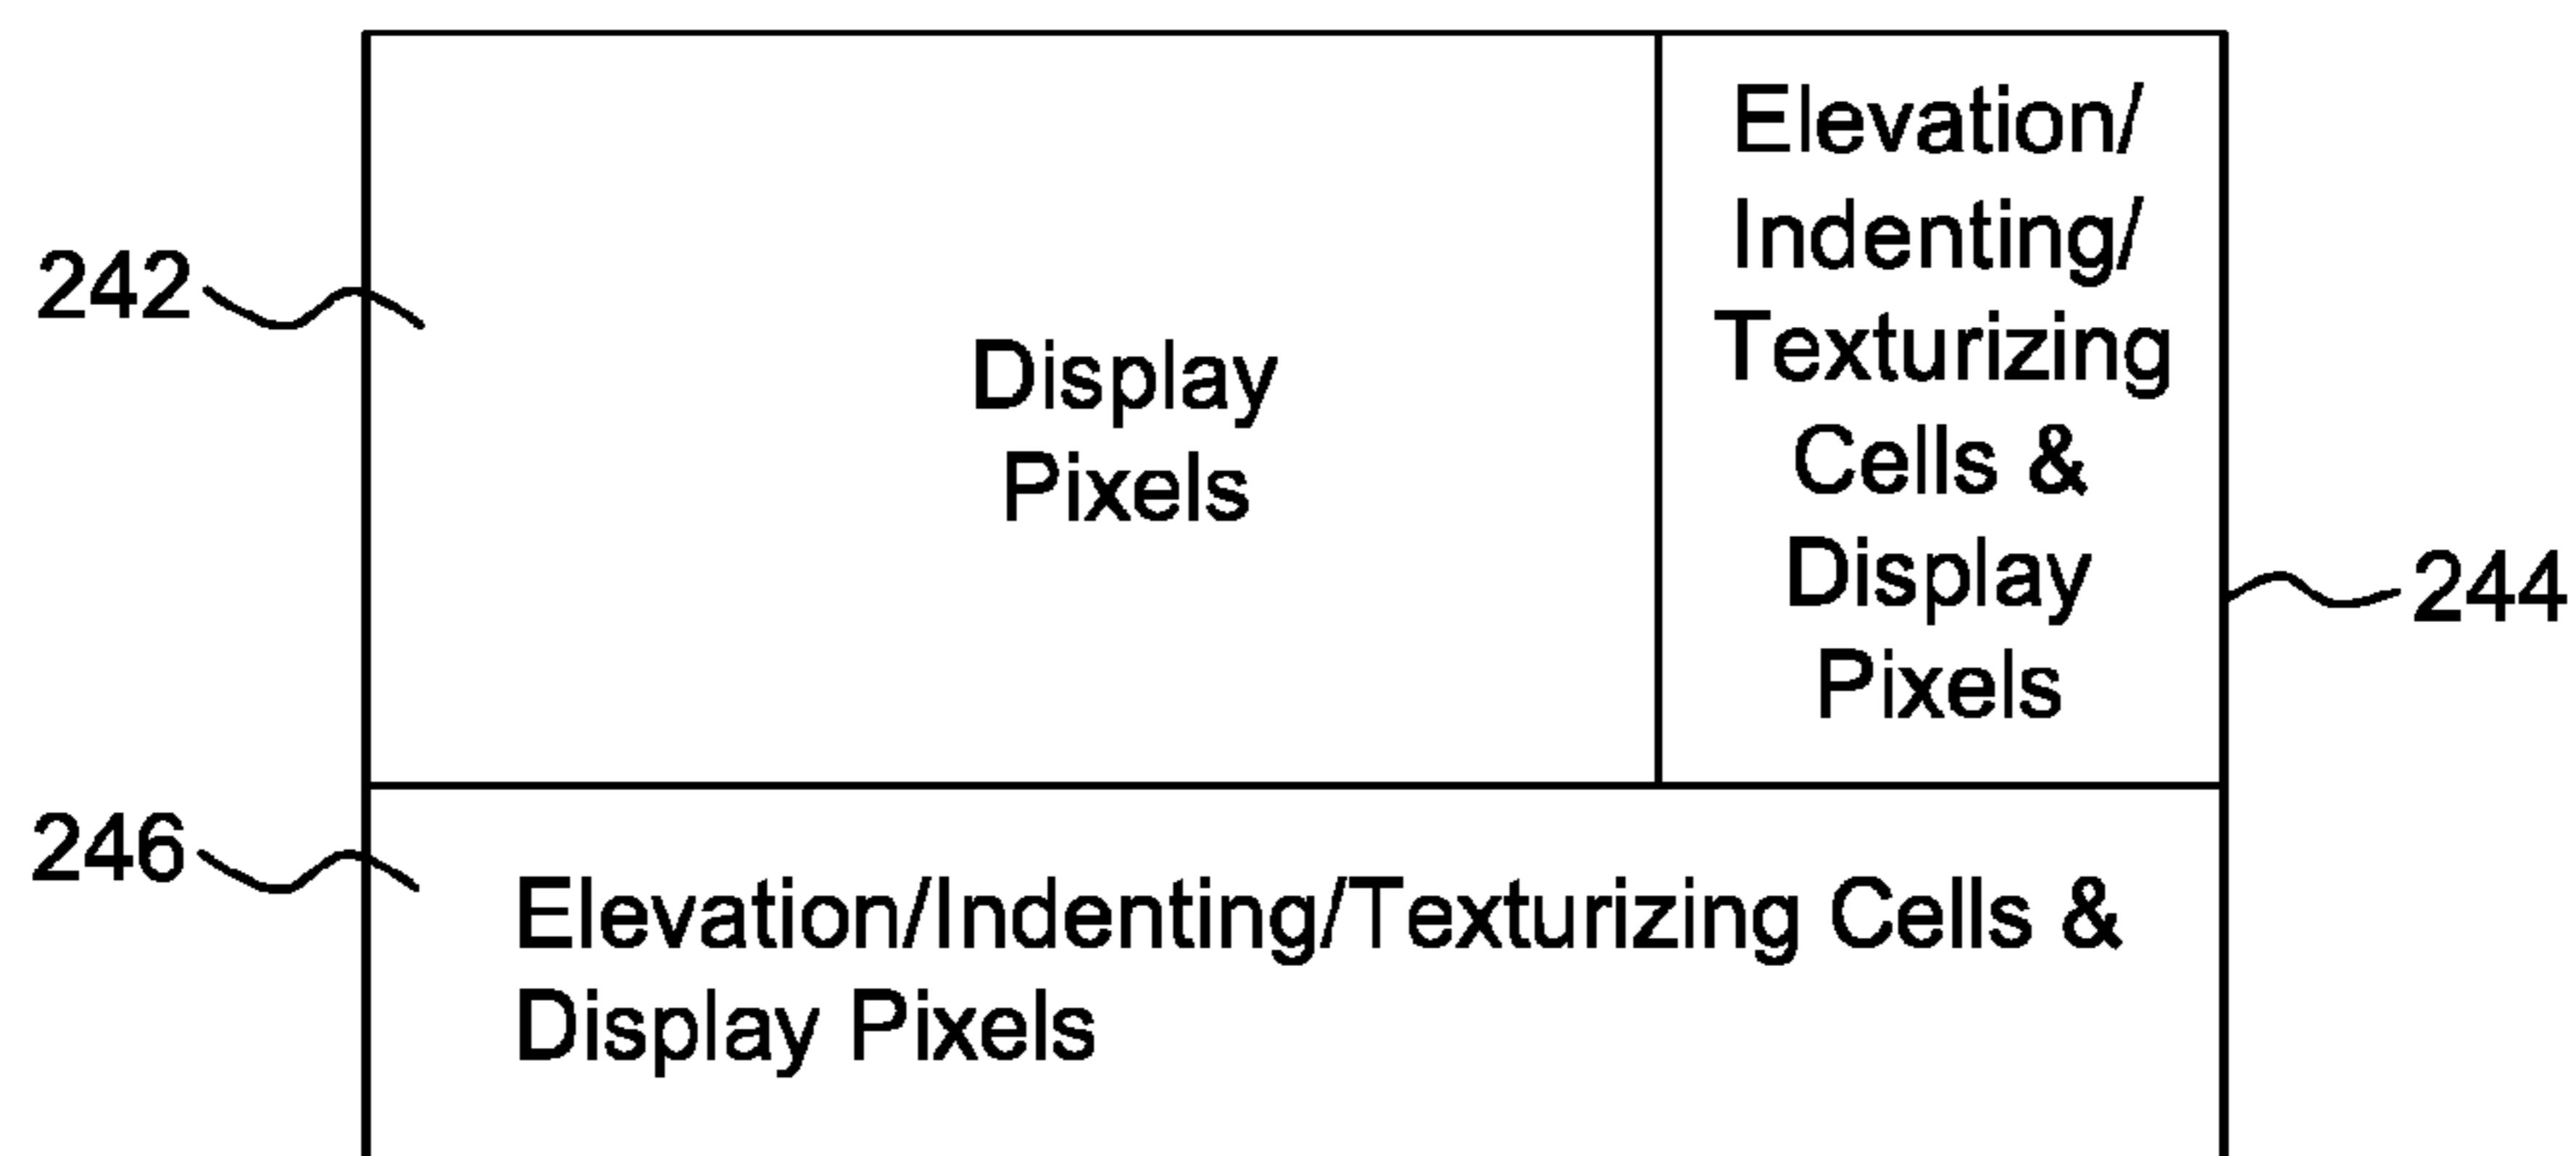 242
Display
Pixels
Elevation/
Indenting/
Texturizing
Cells &
Display
Pixels
244
246
Elevation/Indenting/Texturizing Cells &
Display Pixels